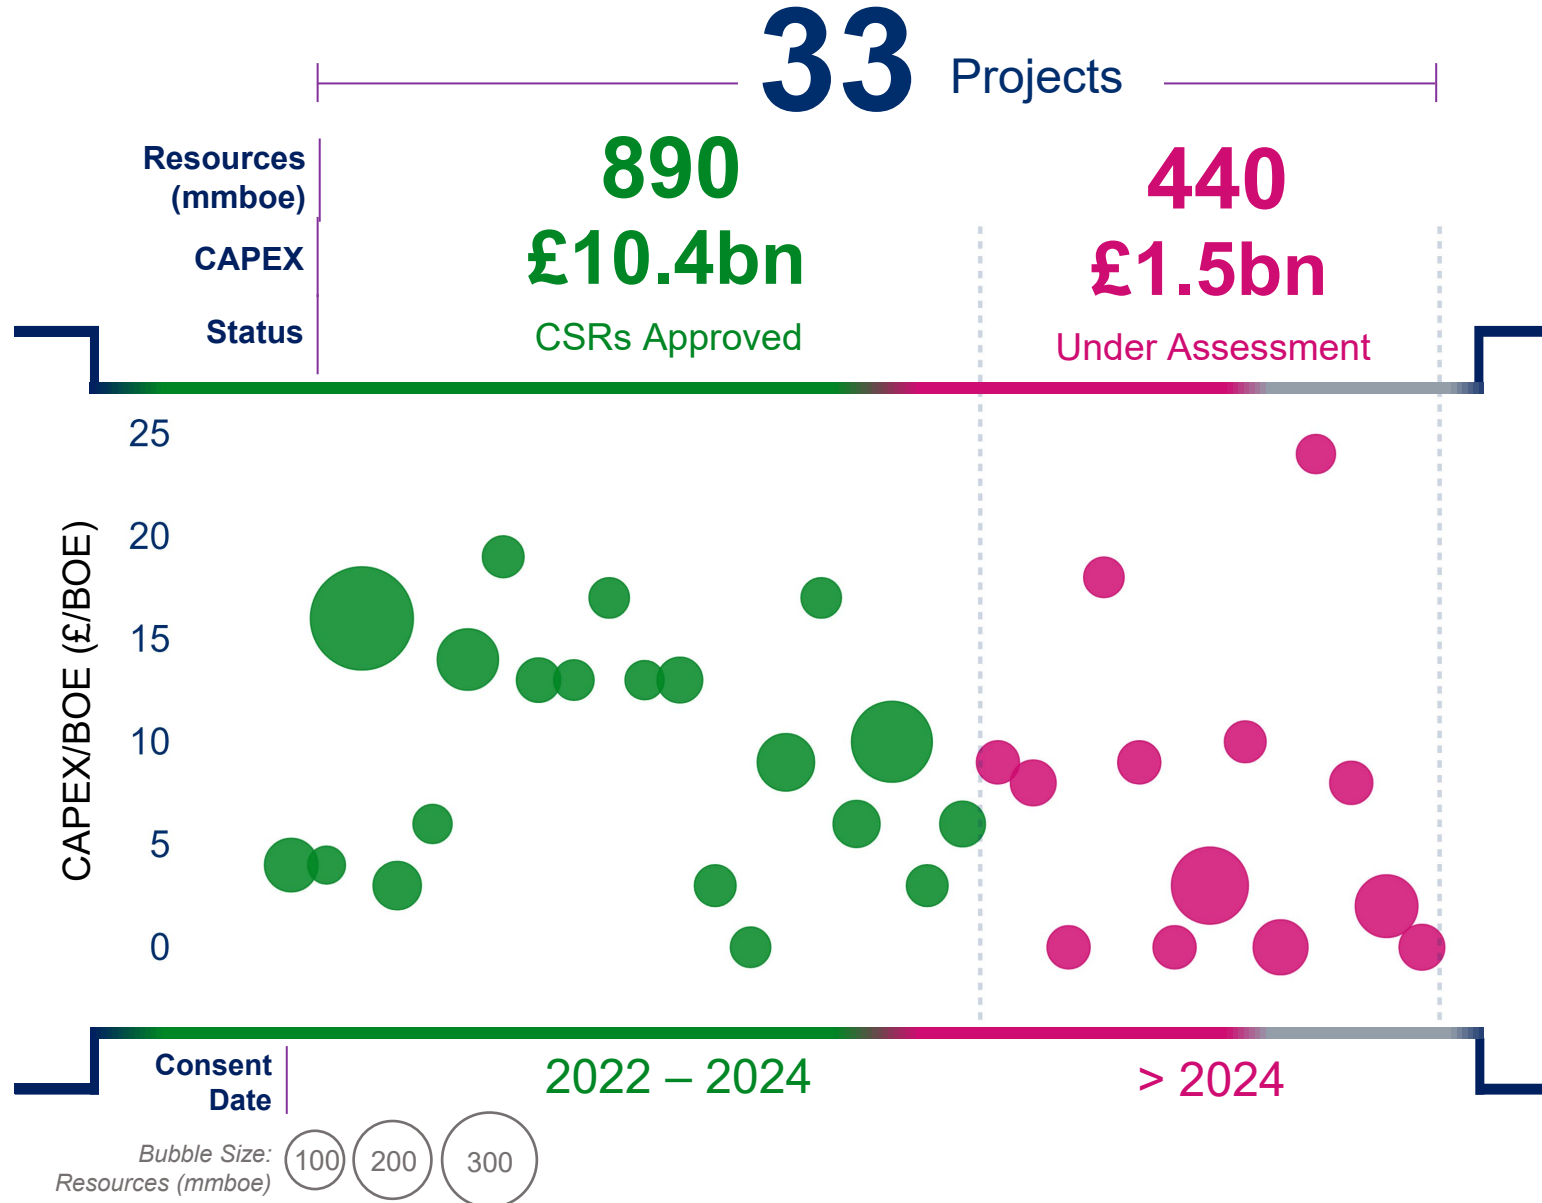 33 Projects
Resources
(mmboe)
890
440
CAPEX
£10.4bn
£1.5bn
Status
CSRs Approved
Under Assessment
25
20
15
10
5
0
CAPEX/BOE (£/BOE)
Consent
Date
2022 – 2024
> 2024
Bubble Size:
Resources (mmboe)
100
200
300